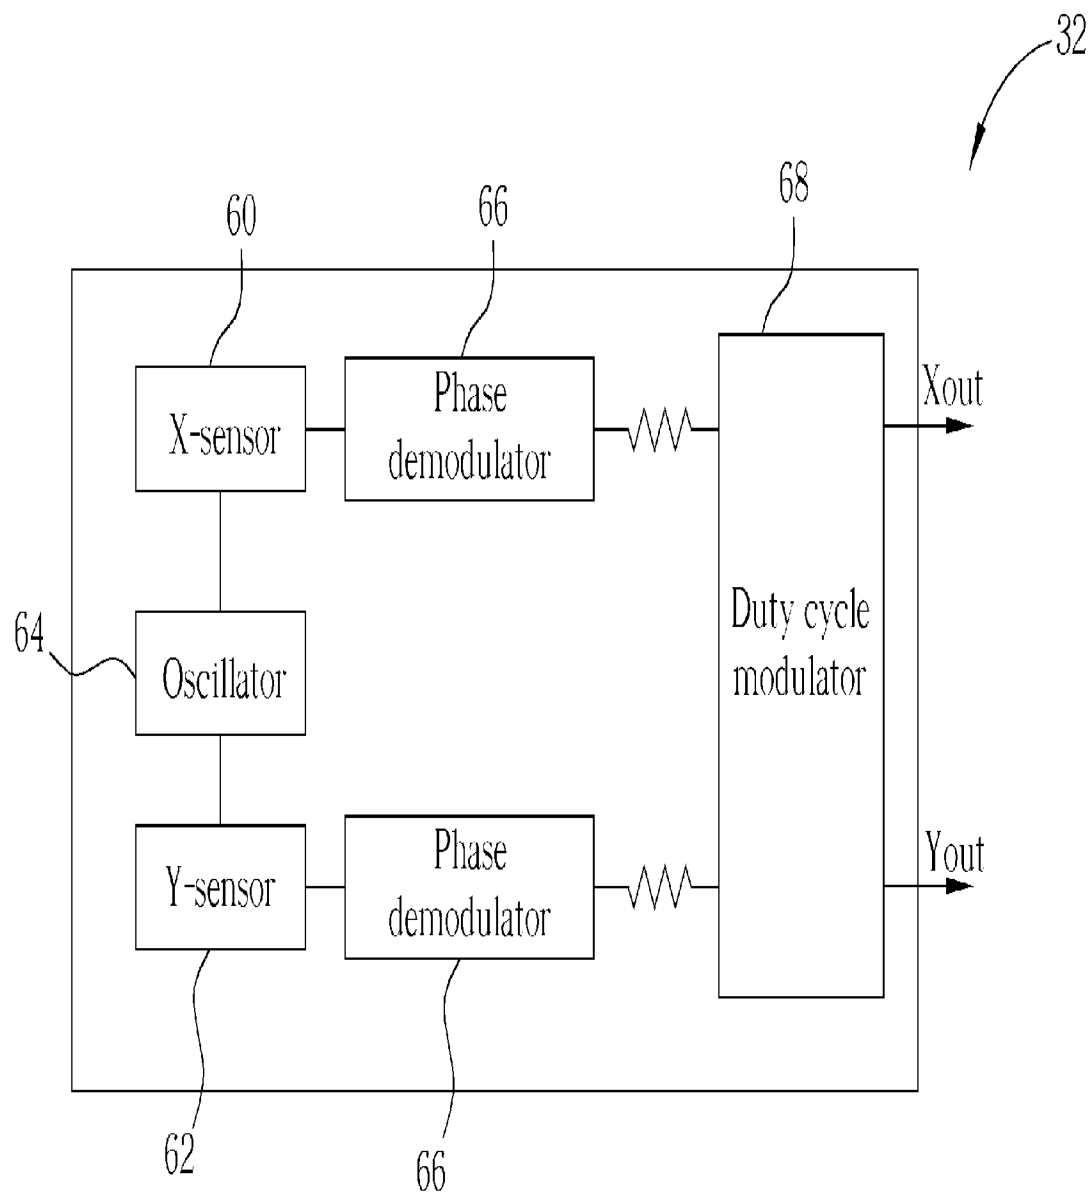 32
60
66
68
X-sensor
Phase
demodulator
Xout
64
Oscillator
Duty cycle
modulator
Y-sensor
Phase
demodulator
Yout
62
66